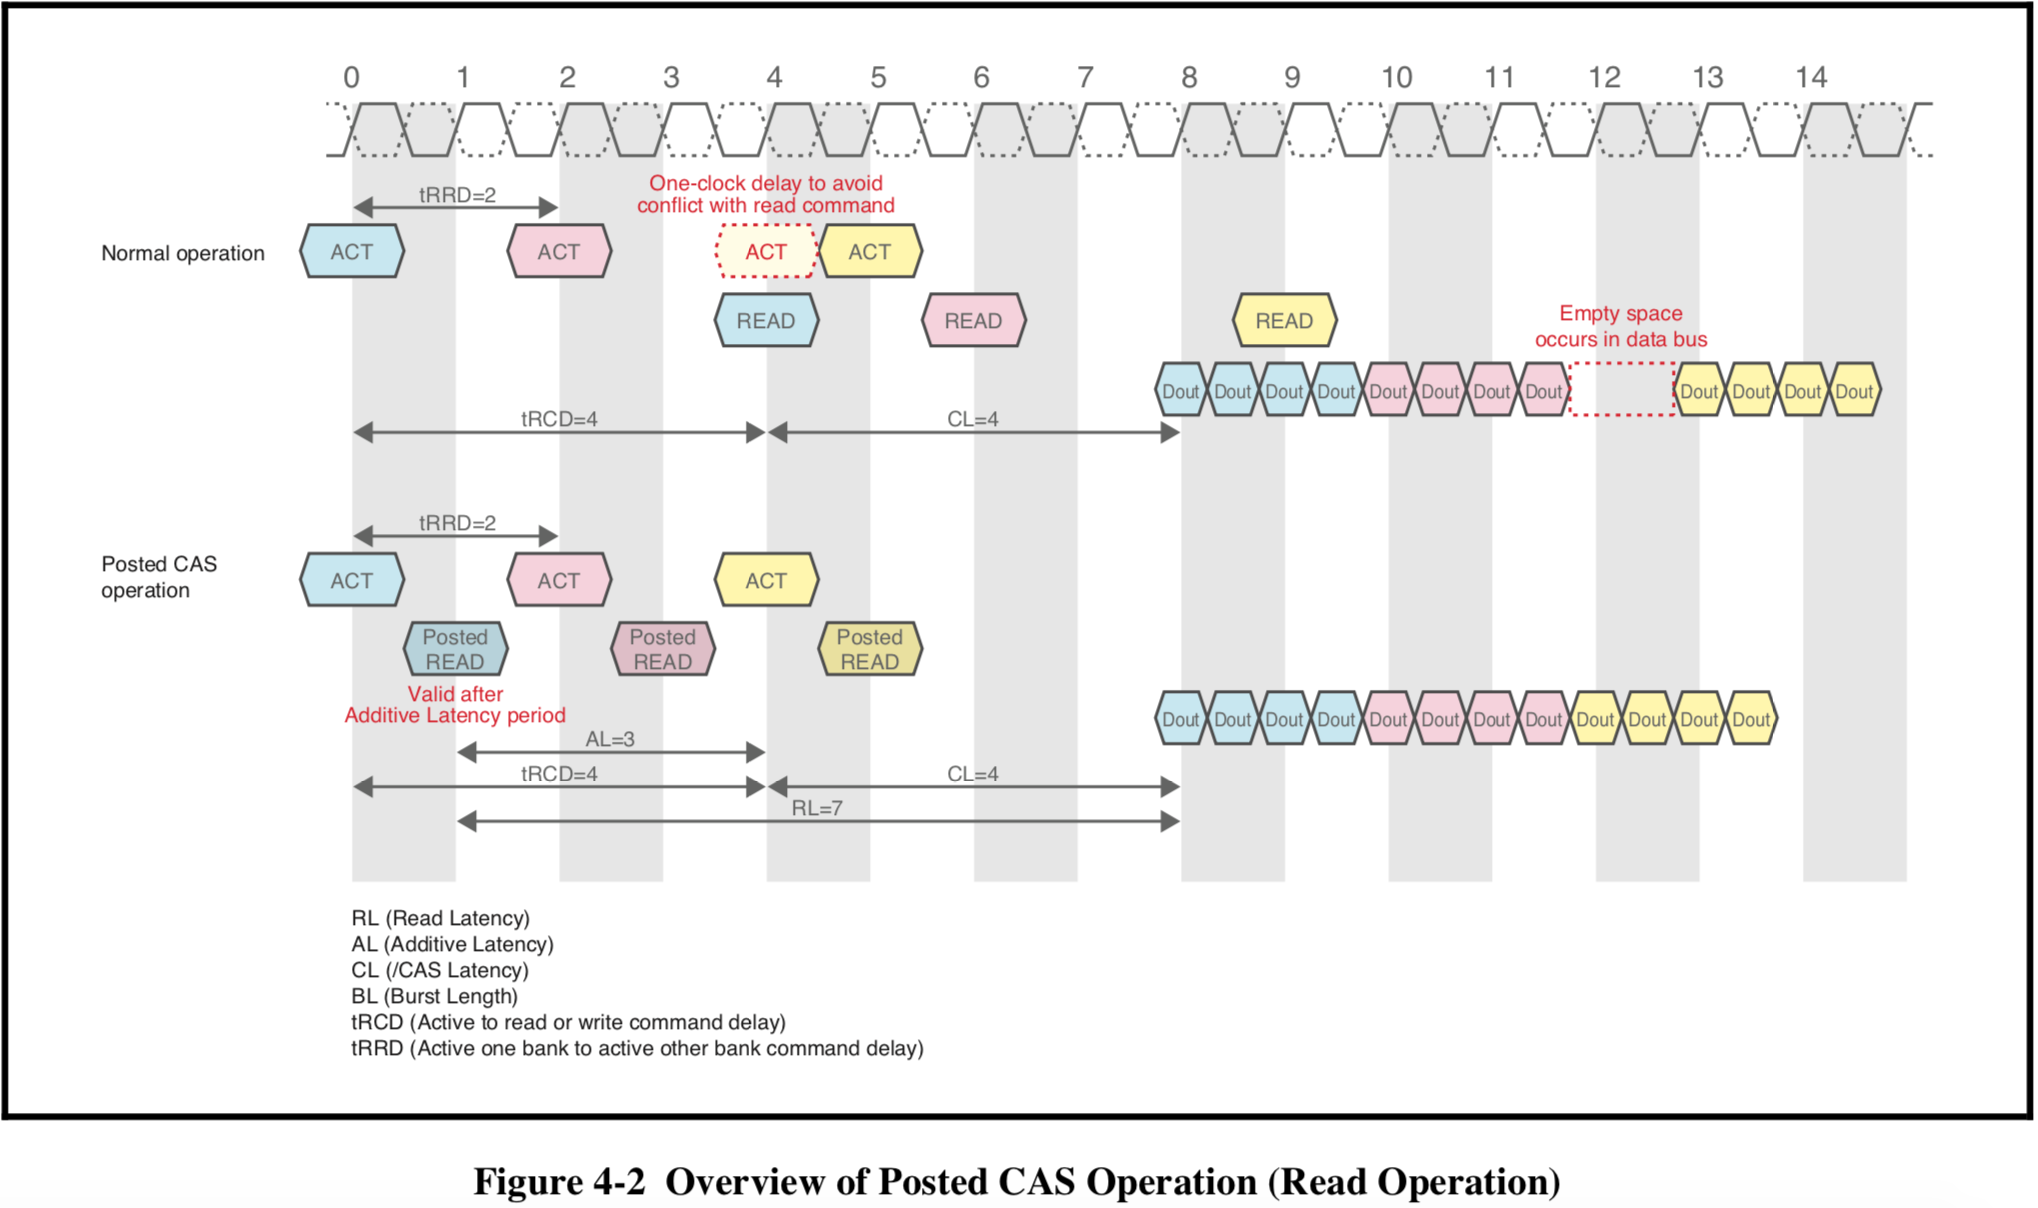 0 1 2 3 4 5 6 7 8 9 10 11 12 13 14
One-clock delay to avoid
conflict with read command
tRRD=2
Normal operation
ACT ACT ACT ACT
READ READ READ
Empty space
occurs in data bus
Dout Dout Dout Dout Dout Dout Dout Dout Dout Dout Dout Dout
tRCD=4 CL=4
tRRD=2
Posted CAS
operation
ACT ACT ACT
Posted
READ
Posted
READ
Posted
READ
Valid after
Additive Latency period
Dout Dout Dout Dout Dout Dout Dout Dout Dout Dout Dout Dout
AL=3
tRCD=4 CL=4
RL=7
RL (Read Latency)
AL (Additive Latency)
CL (/CAS Latency)
BL (Burst Length)
tRCD (Active to read or write command delay)
tRRD (Active one bank to active other bank command delay)
Figure 4-2 Overview of Posted CAS Operation (Read Operation)